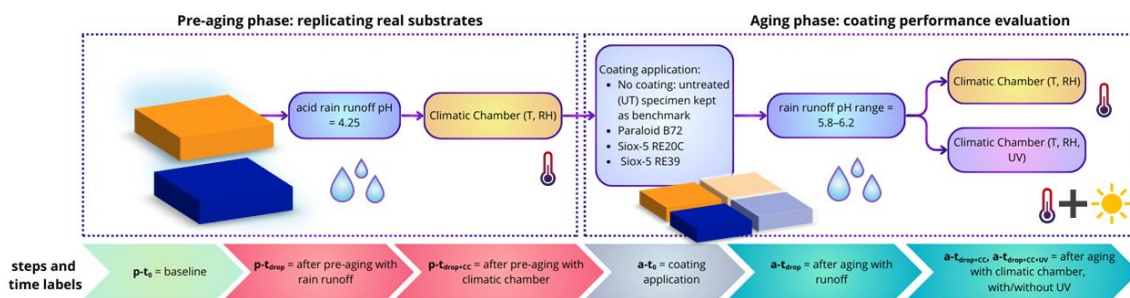 Pre-aging phase: replicating real substrates
Aging phase: coating performance evaluation
acid rain runoff pH
= 4.25
Climatic Chamber (T, RH)
Coating application:
• No coating: untreated
(UT) specimen kept
as benchmark
• Paraloid B72
• Siox-5 RE20C
• Siox-5 RE39
rain runoff pH range =
5.8–6.2
Climatic Chamber (T, RH)
Climatic Chamber (T, RH,
UV)
steps and
time labels
p-t0 = baseline
p-tdrop = after pre-aging with
rain runoff
p-tdrop+CC = after pre-aging with
climatic chamber
a-t0 = coating
application
a-tdrop = after aging with
runoff
a-tdrop+CC, a-tdrop+CC+UV = after aging
with climatic chamber,
with/without UV